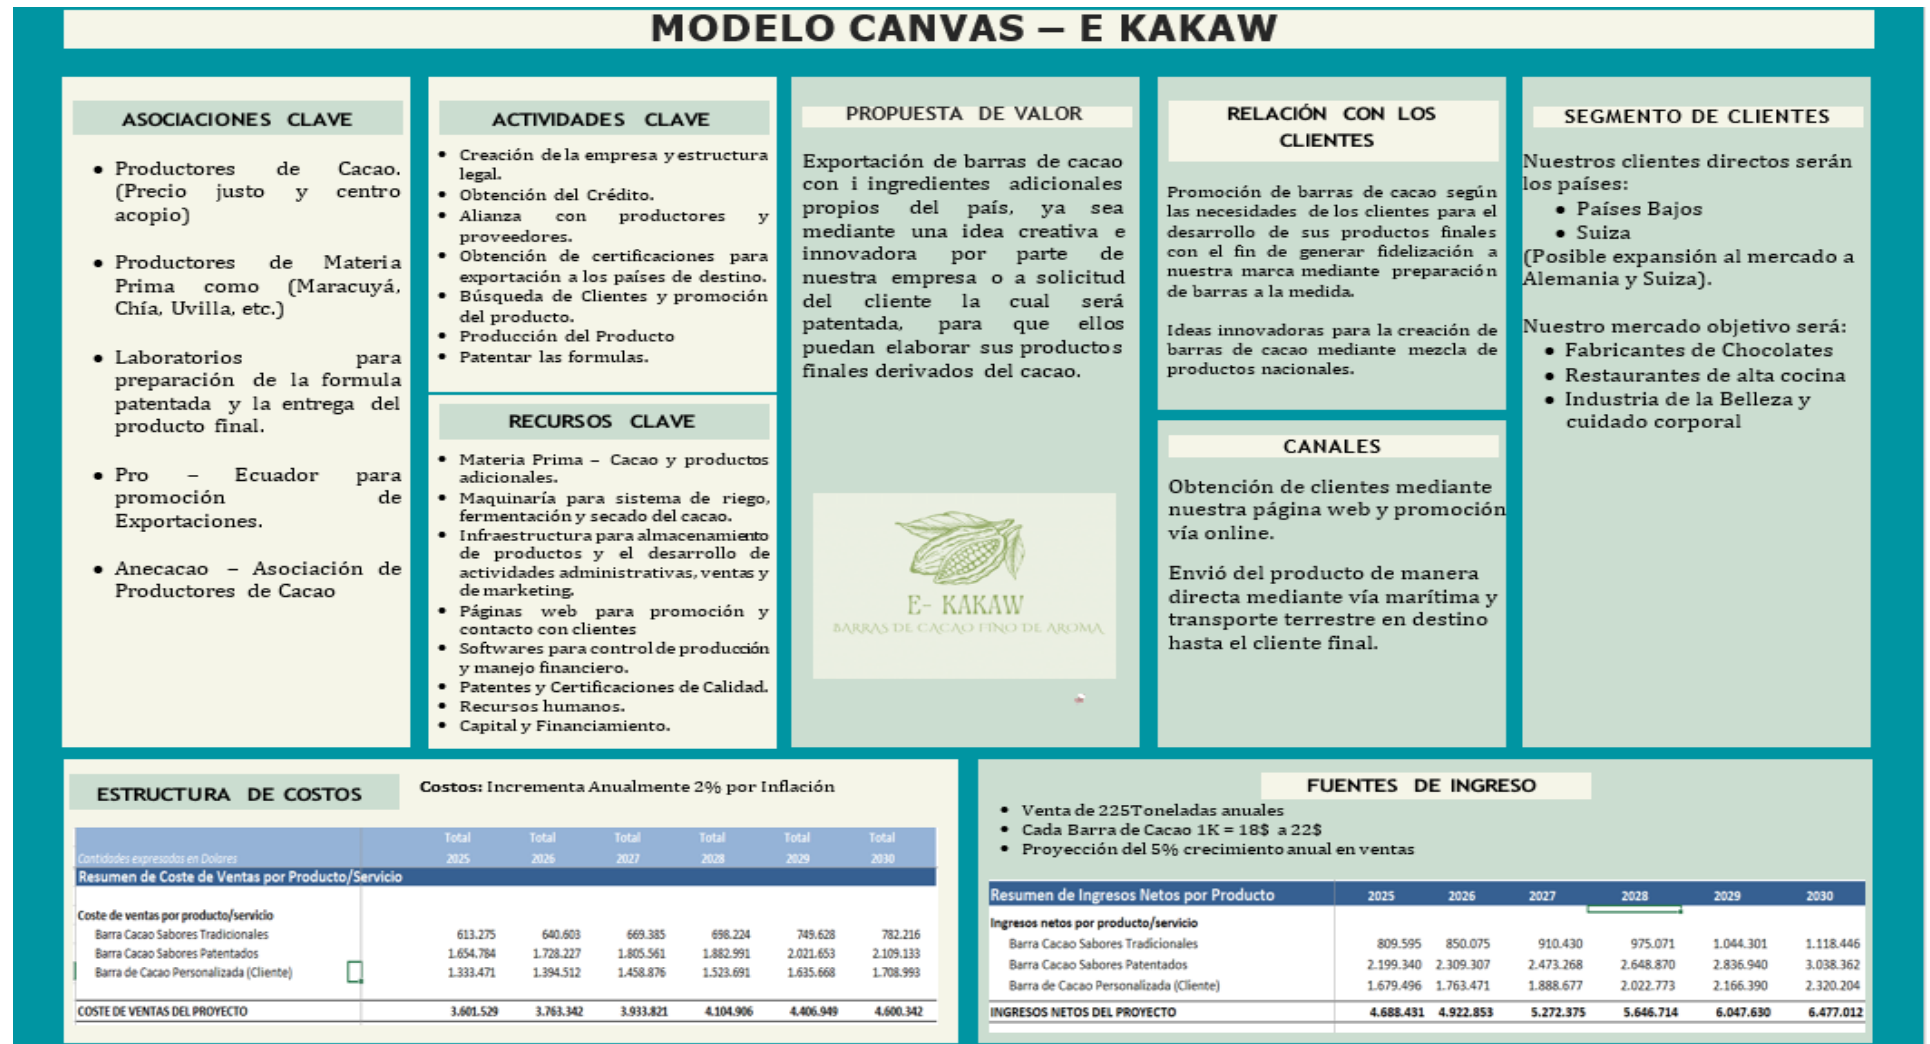 MODELO CANVAS – E KAKAW
ASOCIACIONES CLAVE
• Productores de Cacao.
(Precio justo y centro
acopio)
• Productores de Materia
Prima como (Maracuyá,
Chía, Uvilla, etc.)
• Laboratorios para
preparación de la formula
patentada y la entrega del
producto final.
• Pro – Ecuador para
promoción de
Exportaciones.
• Anecacao – Asociación de
Productores de Cacao
ACTIVIDADES CLAVE
• Creación de la empresa y estructura
legal.
• Obtención del Crédito.
• Alianza con productores y
proveedores.
• Obtención de certificaciones para
exportación a los países de destino.
• Búsqueda de Clientes y promoción
del producto.
• Producción del Producto
• Patentar las formulas.
RECURSOS CLAVE
• Materia Prima – Cacao y productos
adicionales.
• Maquinaría para sistema de riego,
fermentación y secado del cacao.
• Infraestructura para almacenamiento
de productos y el desarrollo de
actividades administrativas, ventas y
de marketing.
• Páginas web para promoción y
contacto con clientes
• Softwares para control de producción
y manejo financiero.
• Patentes y Certificaciones de Calidad.
• Recursos humanos.
• Capital y Financiamiento.
PROPUESTA DE VALOR
Exportación de barras de cacao
con i ingredientes adicionales
propios del país, ya sea
mediante una idea creativa e
innovadora por parte de
nuestra empresa o a solicitud
del cliente la cual será
patentada, para que ellos
puedan elaborar sus productos
finales derivados del cacao.
E- KAKAW
BARRAS DE CACAO FINO DE AROMA
RELACIÓN CON LOS
CLIENTES
Promoción de barras de cacao según
las necesidades de los clientes para el
desarrollo de sus productos finales
con el fin de generar fidelización a
nuestra marca mediante preparación
de barras a la medida.
Ideas innovadoras para la creación de
barras de cacao mediante mezcla de
productos nacionales.
CANALES
Obtención de clientes mediante
nuestra página web y promoción
vía online.
Envió del producto de manera
directa mediante vía marítima y
transporte terrestre en destino
hasta el cliente final.
SEGMENTO DE CLIENTES
Nuestros clientes directos serán
los países:
• Países Bajos
• Suiza
(Posible expansión al mercado a
Alemania y Suiza).
Nuestro mercado objetivo será:
• Fabricantes de Chocolates
• Restaurantes de alta cocina
• Industria de la Belleza y
cuidado corporal
ESTRUCTURA DE COSTOS
Costos: Incrementa Anualmente 2% por Inflación
Total Total Total Total Total Total
Cantidades expresadas en Dolares 2025 2026 2027 2028 2029 2030
Resumen de Coste de Ventas por Producto/Servicio
Coste de ventas por producto/servicio
Barra Cacao Sabores Tradicionales 613.275 640.603 669.385 698.224 749.628 782.216
Barra Cacao Sabores Patentados 1.654.784 1.728.227 1.805.561 1.882.991 2.021.653 2.109.133
Barra de Cacao Personalizada (Cliente) 1.333.471 1.394.512 1.458.876 1.523.691 1.635.668 1.708.993
COSTE DE VENTAS DEL PROYECTO 3.601.529 3.763.342 3.933.821 4.104.906 4.406.949 4.600.342
FUENTES DE INGRESO
• Venta de 225Toneladas anuales
• Cada Barra de Cacao 1K = 18$ a 22$
• Proyección del 5% crecimiento anual en ventas
Resumen de Ingresos Netos por Producto 2025 2026 2027 2028 2029 2030
Ingresos netos por producto/servicio
Barra Cacao Sabores Tradicionales 809.595 850.075 910.430 975.071 1.044.301 1.118.446
Barra Cacao Sabores Patentados 2.199.340 2.309.307 2.473.268 2.648.870 2.836.940 3.038.362
Barra de Cacao Personalizada (Cliente) 1.679.496 1.763.471 1.888.677 2.022.773 2.166.390 2.320.204
INGRESOS NETOS DEL PROYECTO 4.688.431 4.922.853 5.272.375 5.646.714 6.047.630 6.477.012